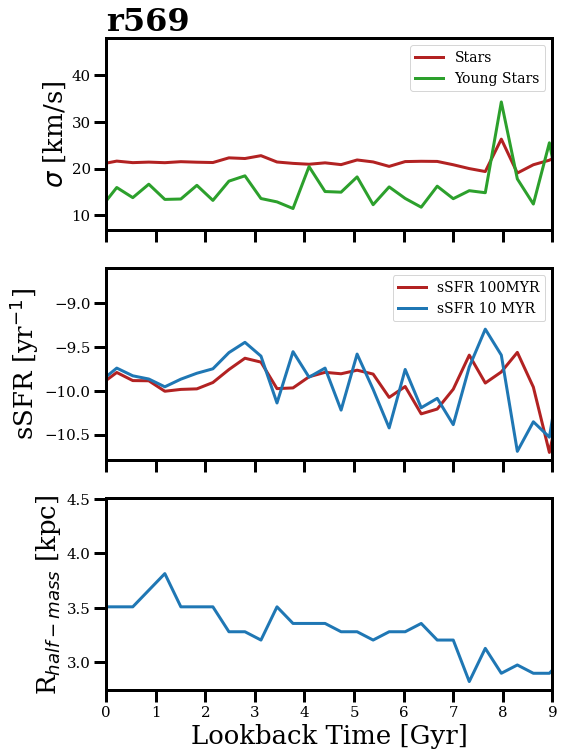 r569
σ [km/s]
40
30
20
10
Stars
Young Stars
sSFR [yr⁻¹]
−9.0
−9.5
−10.0
−10.5
sSFR 100MYR
sSFR 10 MYR
R_half−mass [kpc]
4.5
4.0
3.5
3.0
0 1 2 3 4 5 6 7 8 9
Lookback Time [Gyr]